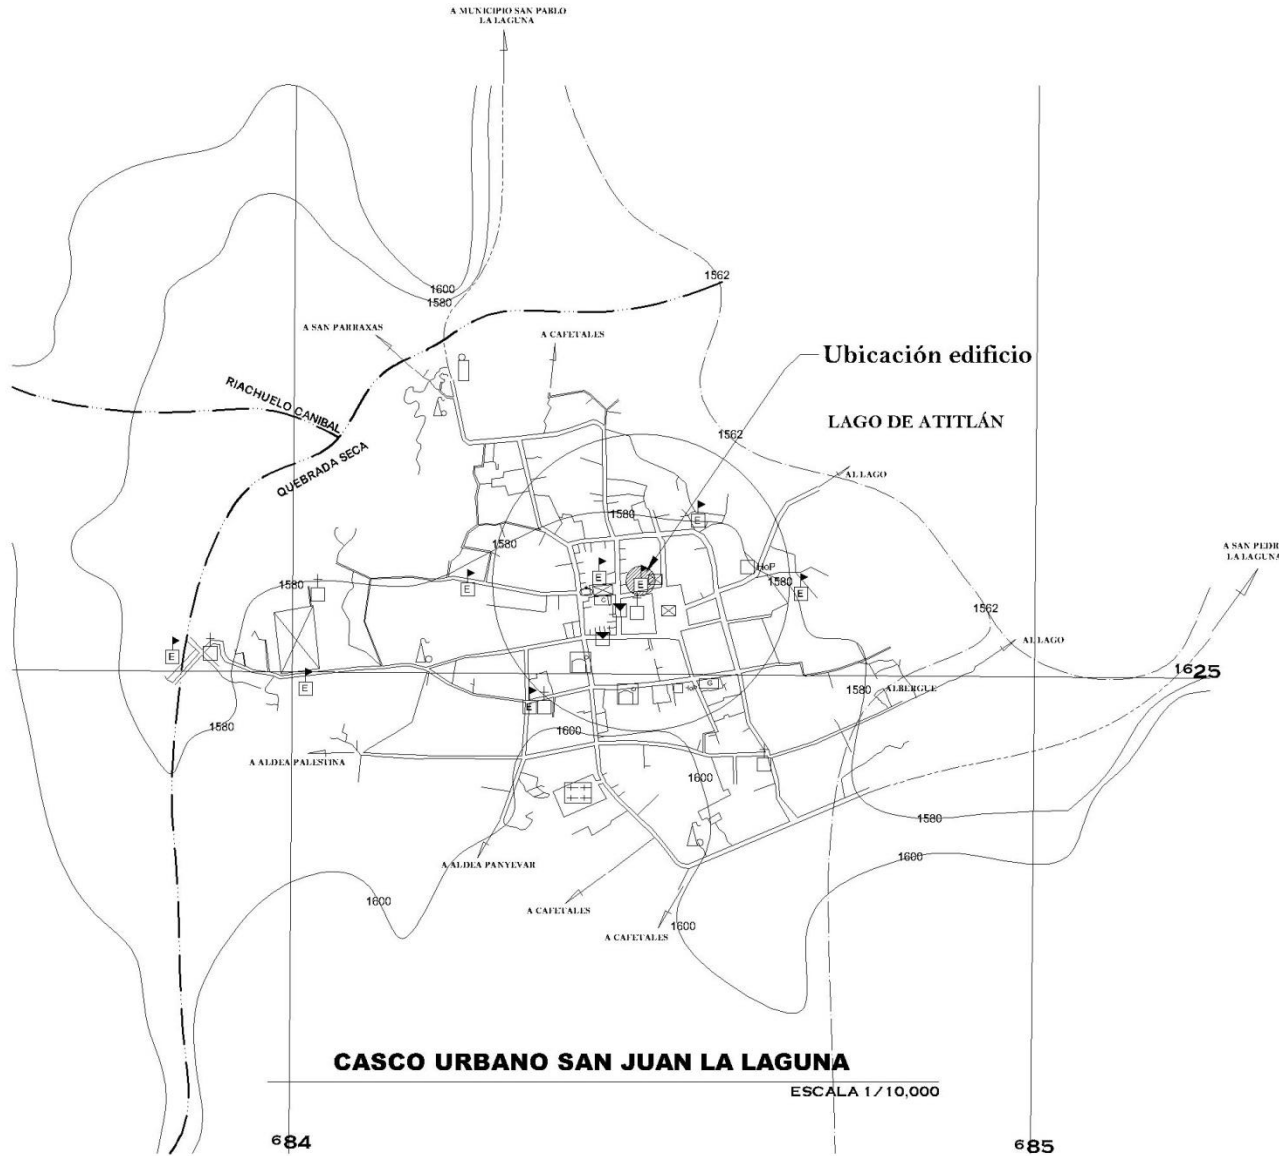 A MUNICIPIO SAN PABLO
LA LAGUNA
1562
1600
1580
A SAN PARRAXAS
A CAFETALES
Ubicación edificio
RIACHUELO CANIBAL
LAGO DE ATITLÁN
1562
QUEBRADA SECA
AL LAGO
1580
E
1580
A SAN PEDRO
LA LAGUNA
HoP
E
E
1580
1580
E
E
E
C
1562
AL LAGO
E
1625
E
G
1580
ALBERGUE
E
1580
1600
A ALDEA PALESTINA
1600
1580
1600
A ALDEA PANYEVAR
1600
A CAFETALES
1600
A CAFETALES
CASCO URBANO SAN JUAN LA LAGUNA
ESCALA 1/10,000
684
685